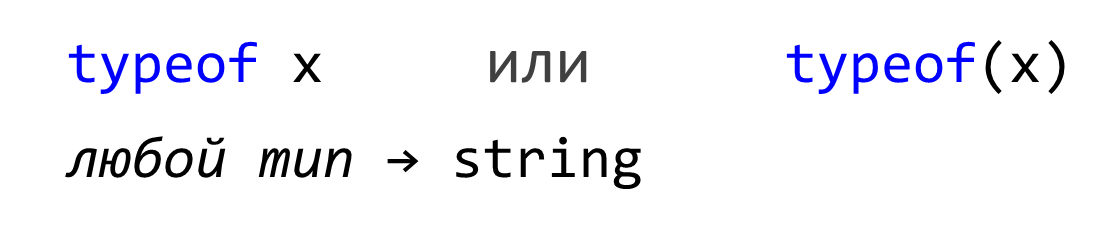 typeof x или typeof(x)
любой тип → string